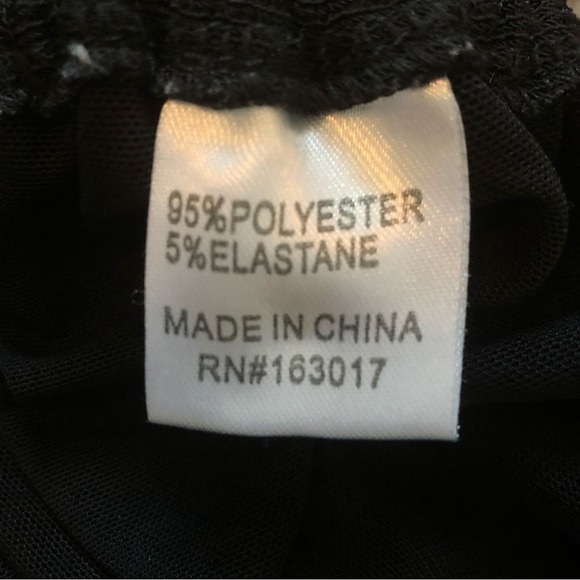 95%POLYESTER
5%ELASTANE
MADE IN CHINA
RN#163017